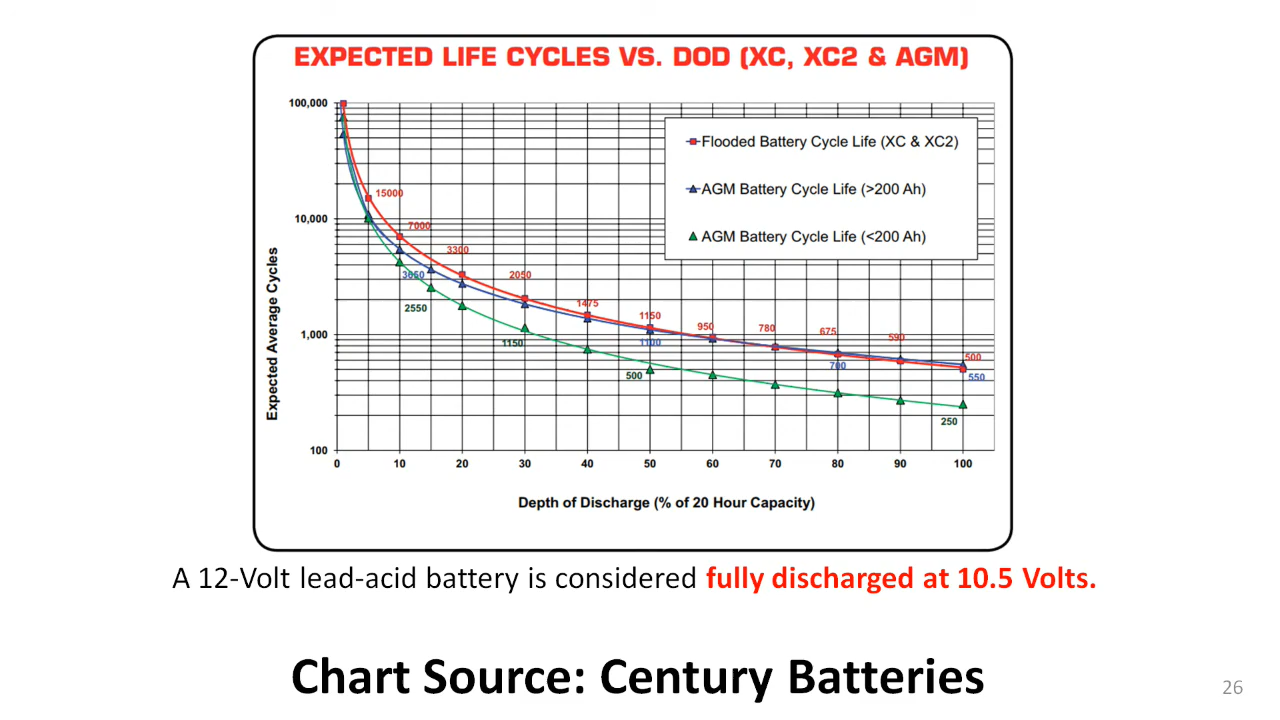 EXPECTED LIFE CYCLES VS. DOD (XC, XC2 & AGM)
100,000
10,000
1,000
100
Expected Average Cycles
Flooded Battery Cycle Life (XC & XC2)
AGM Battery Cycle Life (>200 Ah)
AGM Battery Cycle Life (<200 Ah)
15000
7000
3300
2050
1475
1150
950
780
675
590
500
3650
1100
700
550
2550
1150
500
250
0 10 20 30 40 50 60 70 80 90 100
Depth of Discharge (% of 20 Hour Capacity)
A 12-Volt lead-acid battery is considered fully discharged at 10.5 Volts.
Chart Source: Century Batteries
26